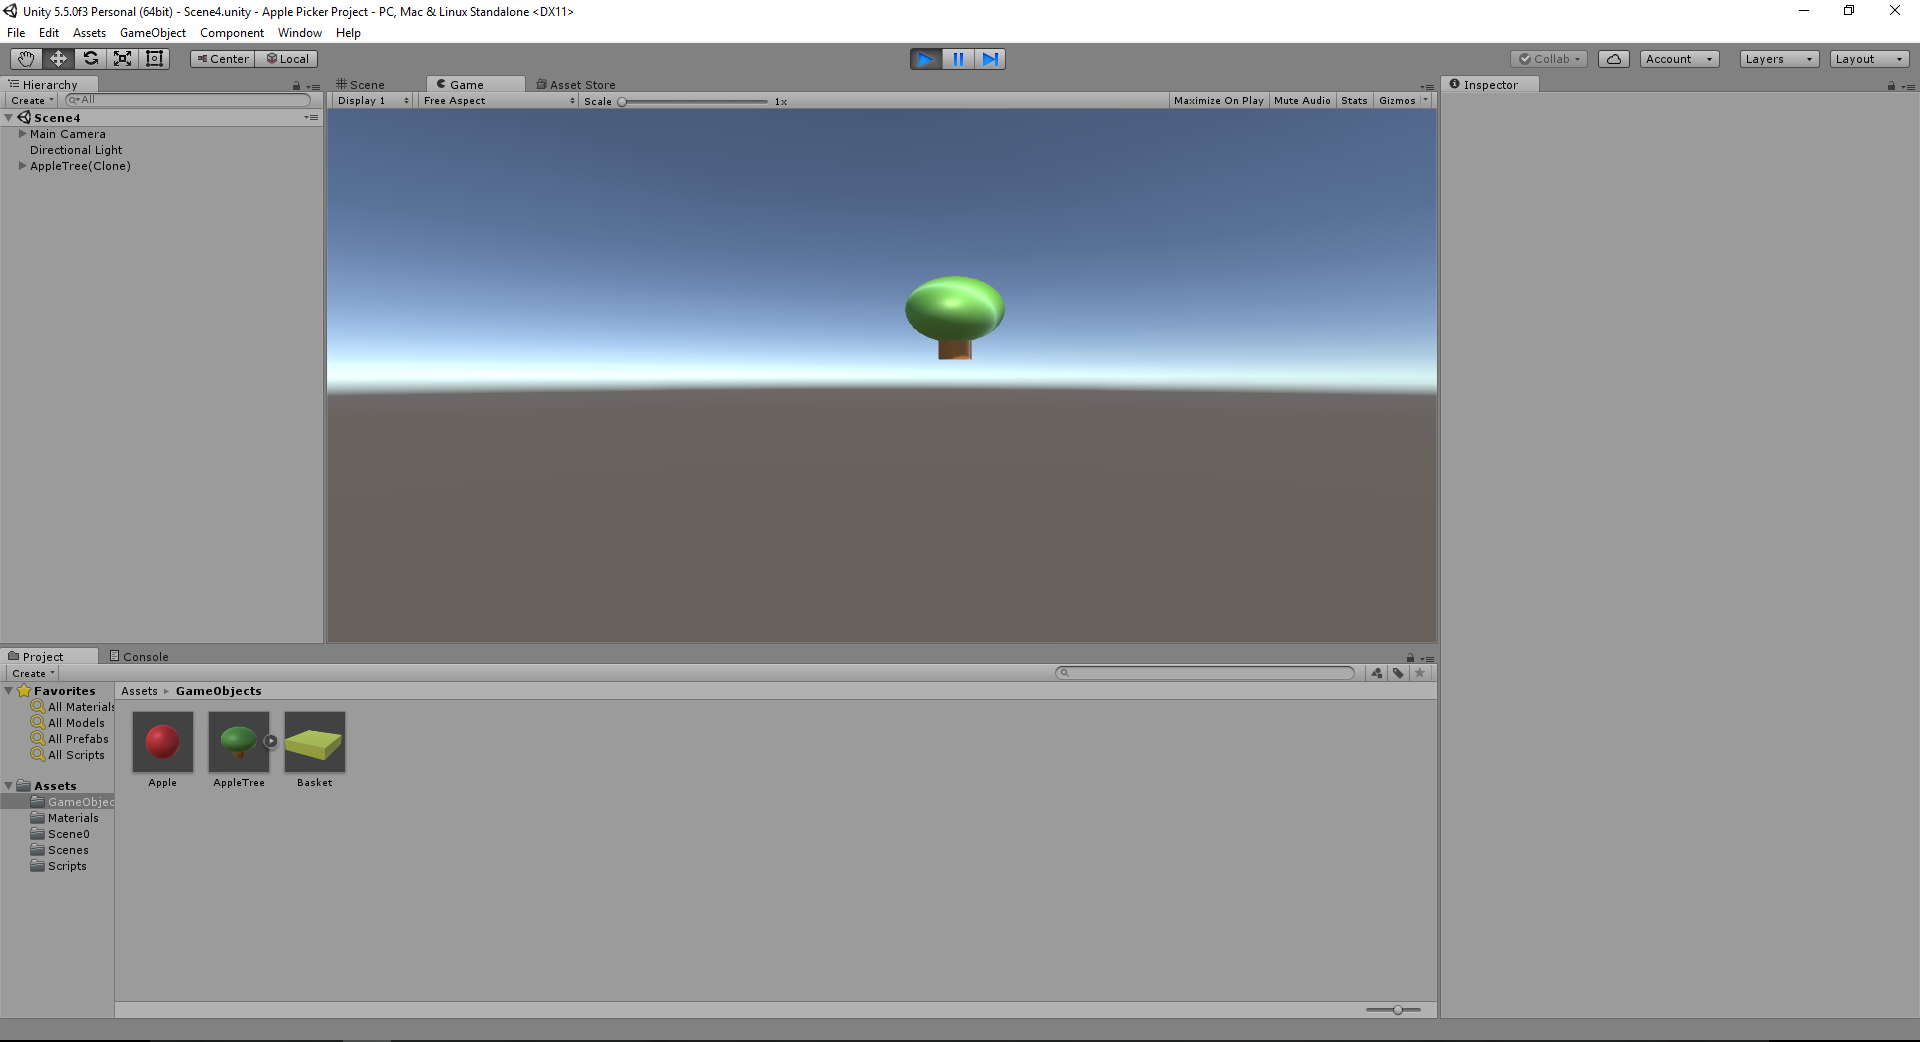 Unity 5.5.0f3 Personal (64bit) - Scene4.unity - Apple Picker Project - PC, Mac & Linux Standalone <DX11>
File Edit Assets GameObject Component Window Help
Center Local Collab Account Layers Layout
Hierarchy Scene Game Asset Store Inspector
Create All Display 1 Free Aspect Scale 1x Maximize On Play Mute Audio Stats Gizmos
Scene4
Main Camera
Directional Light
AppleTree(Clone)
Project Console
Create
Favorites
All Materials
All Models
All Prefabs
All Scripts
Assets
GameObjec
Materials
Scene0
Scenes
Scripts
Assets GameObjects
Apple AppleTree Basket